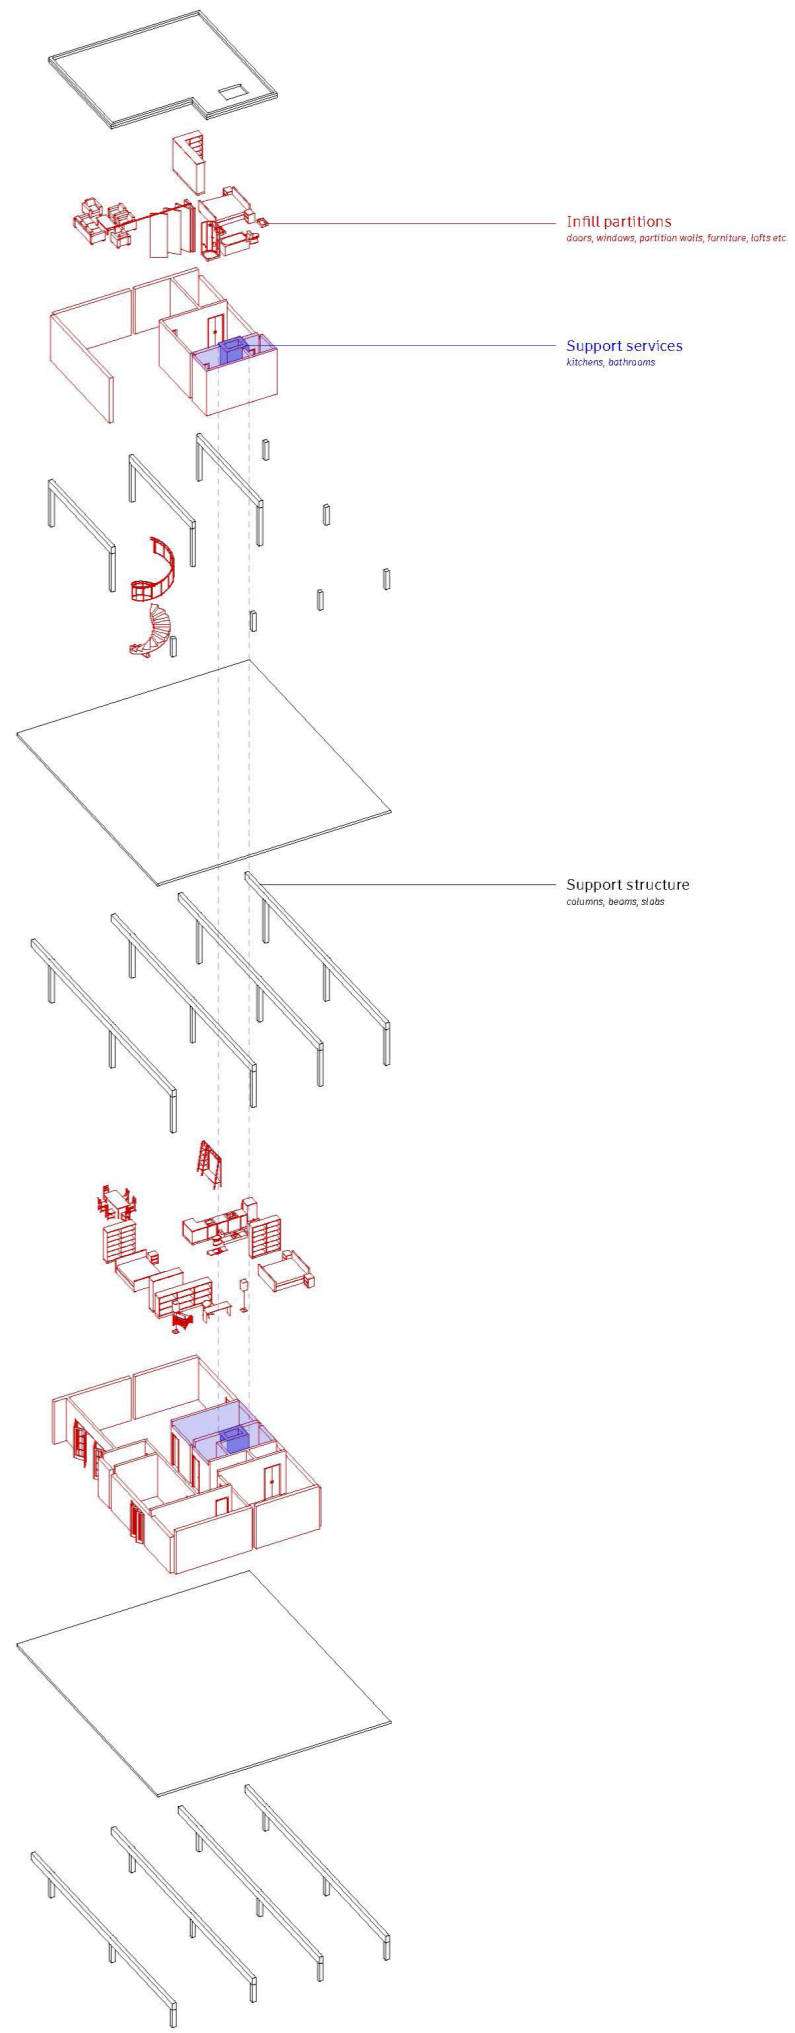 Infill partitions
doors, windows, partition walls, furniture, lofts etc.
Support services
kitchens, bathrooms
Support structure
columns, beams, slabs